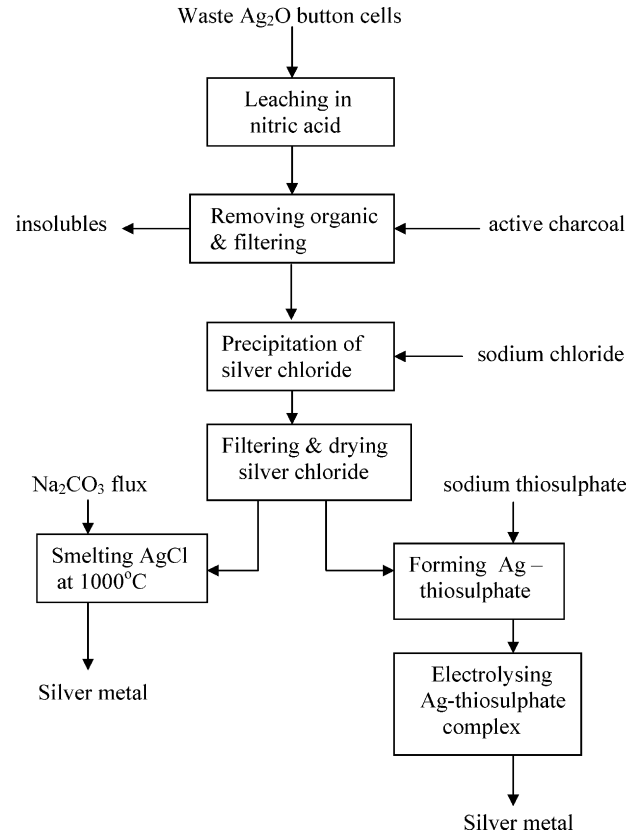 Waste Ag₂O button cells
Leaching in
nitric acid
insolubles
Removing organic
& filtering
active charcoal
Precipitation of
silver chloride
sodium chloride
Filtering & drying
silver chloride
Na₂CO₃ flux
sodium thiosulphate
Smelting AgCl
at 1000°C
Forming Ag –
thiosulphate
Silver metal
Electrolysing
Ag-thiosulphate
complex
Silver metal